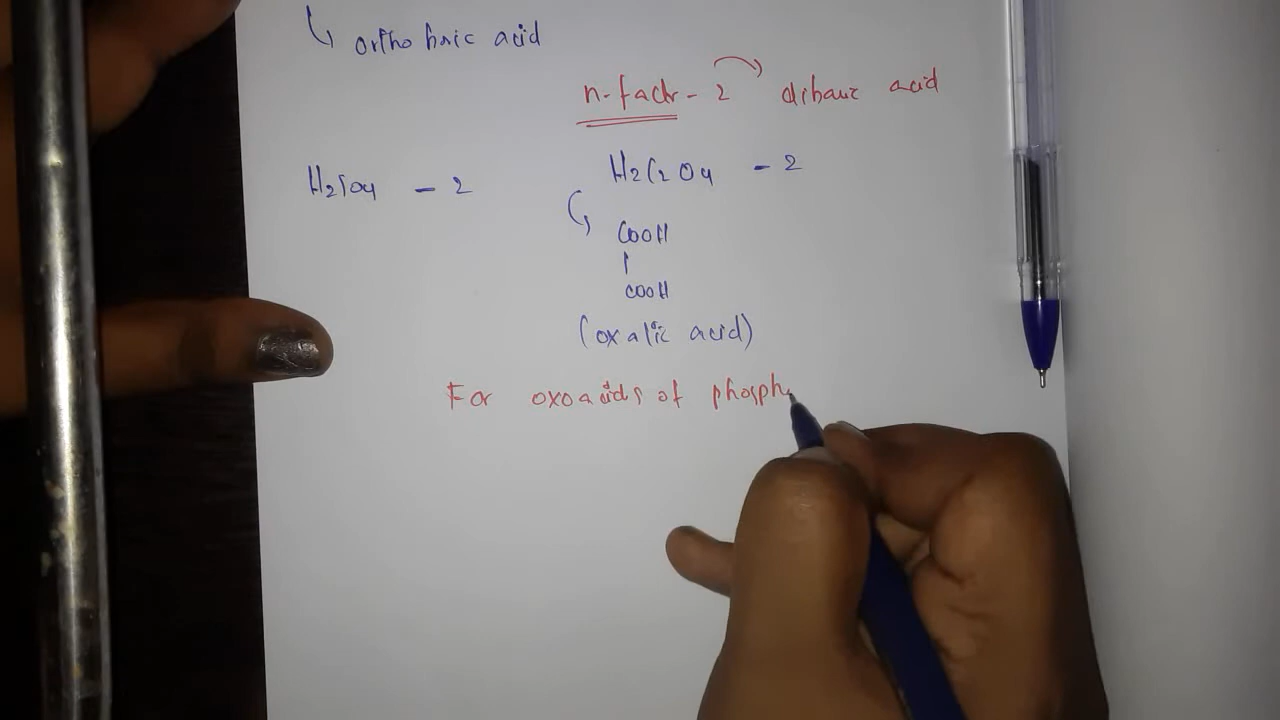 ortho boric acid
n-factor - 2 dibasic acid
H2SO4 - 2
H2C2O4 - 2
COOH
|
COOH
(oxalic acid)
For oxoacids of phosph